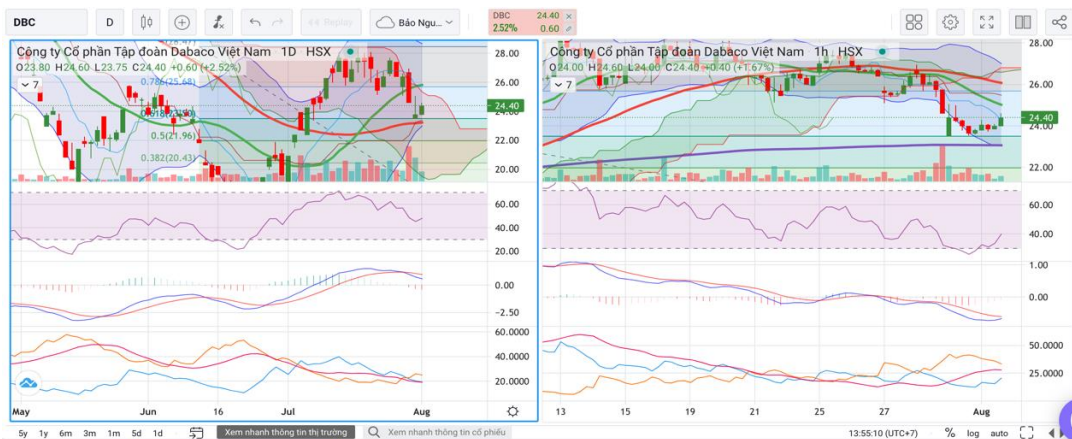 DBC
D
Replay
Bảo Ngu...
DBC 24.40
2.52% 0.60
Công ty Cổ phần Tập đoàn Dabaco Việt Nam 1D HSX
O23.80 H24.60 L23.75 C24.40 +0.60 (+2.52%)
7
0.786(25.68)
0.5(21.96)
0.382(20.43)
28.00
26.00
24.40
24.00
22.00
20.00
60.00
40.00
20.00
0.00
-2.50
60.0000
40.0000
20.0000
May Jun 16 Jul Aug
Công ty Cổ phần Tập đoàn Dabaco Việt Nam 1h HSX
O24.00 H24.60 L24.00 C24.40 +0.40 (+1.67%)
7
28.00
26.00
24.40
24.00
22.00
60.00
40.00
1.00
0.00
50.0000
25.0000
13 15 19 21 25 27 Aug
5y 1y 6m 3m 1m 5d 1d
Xem nhanh thông tin thị trường
Xem nhanh thông tin cổ phiếu
13:55:10 (UTC+7)
% log auto